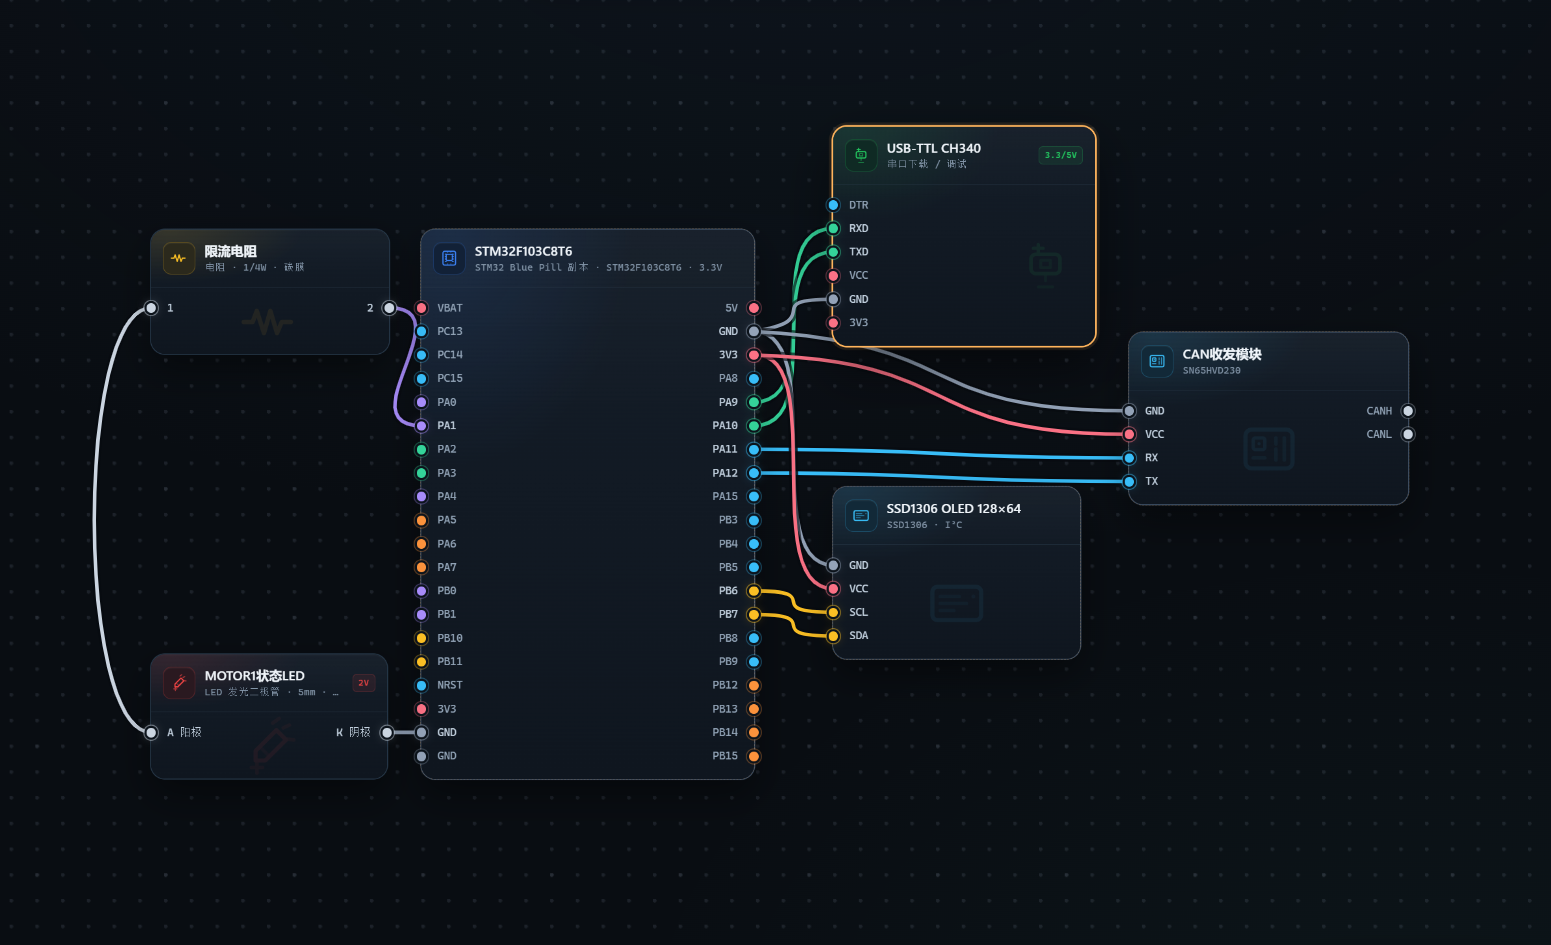 USB-TTL CH340
串口下载 / 调试
3.3/5V
DTR
RXD
TXD
VCC
GND
3V3
限流电阻
电阻 · 1/4W · 碳膜
1
2
STM32F103C8T6
STM32 Blue Pill 副本 · STM32F103C8T6 · 3.3V
VBAT
PC13
PC14
PC15
PA0
PA1
PA2
PA3
PA4
PA5
PA6
PA7
PB0
PB1
PB10
PB11
NRST
3V3
GND
GND
5V
GND
3V3
PA8
PA9
PA10
PA11
PA12
PA15
PB3
PB4
PB5
PB6
PB7
PB8
PB9
PB12
PB13
PB14
PB15
CAN收发模块
SN65HVD230
GND
VCC
RX
TX
CANH
CANL
SSD1306 OLED 128×64
SSD1306 · I²C
GND
VCC
SCL
SDA
MOTOR1状态LED
LED 发光二极管 · 5mm · …
2V
A 阳极
K 阴极